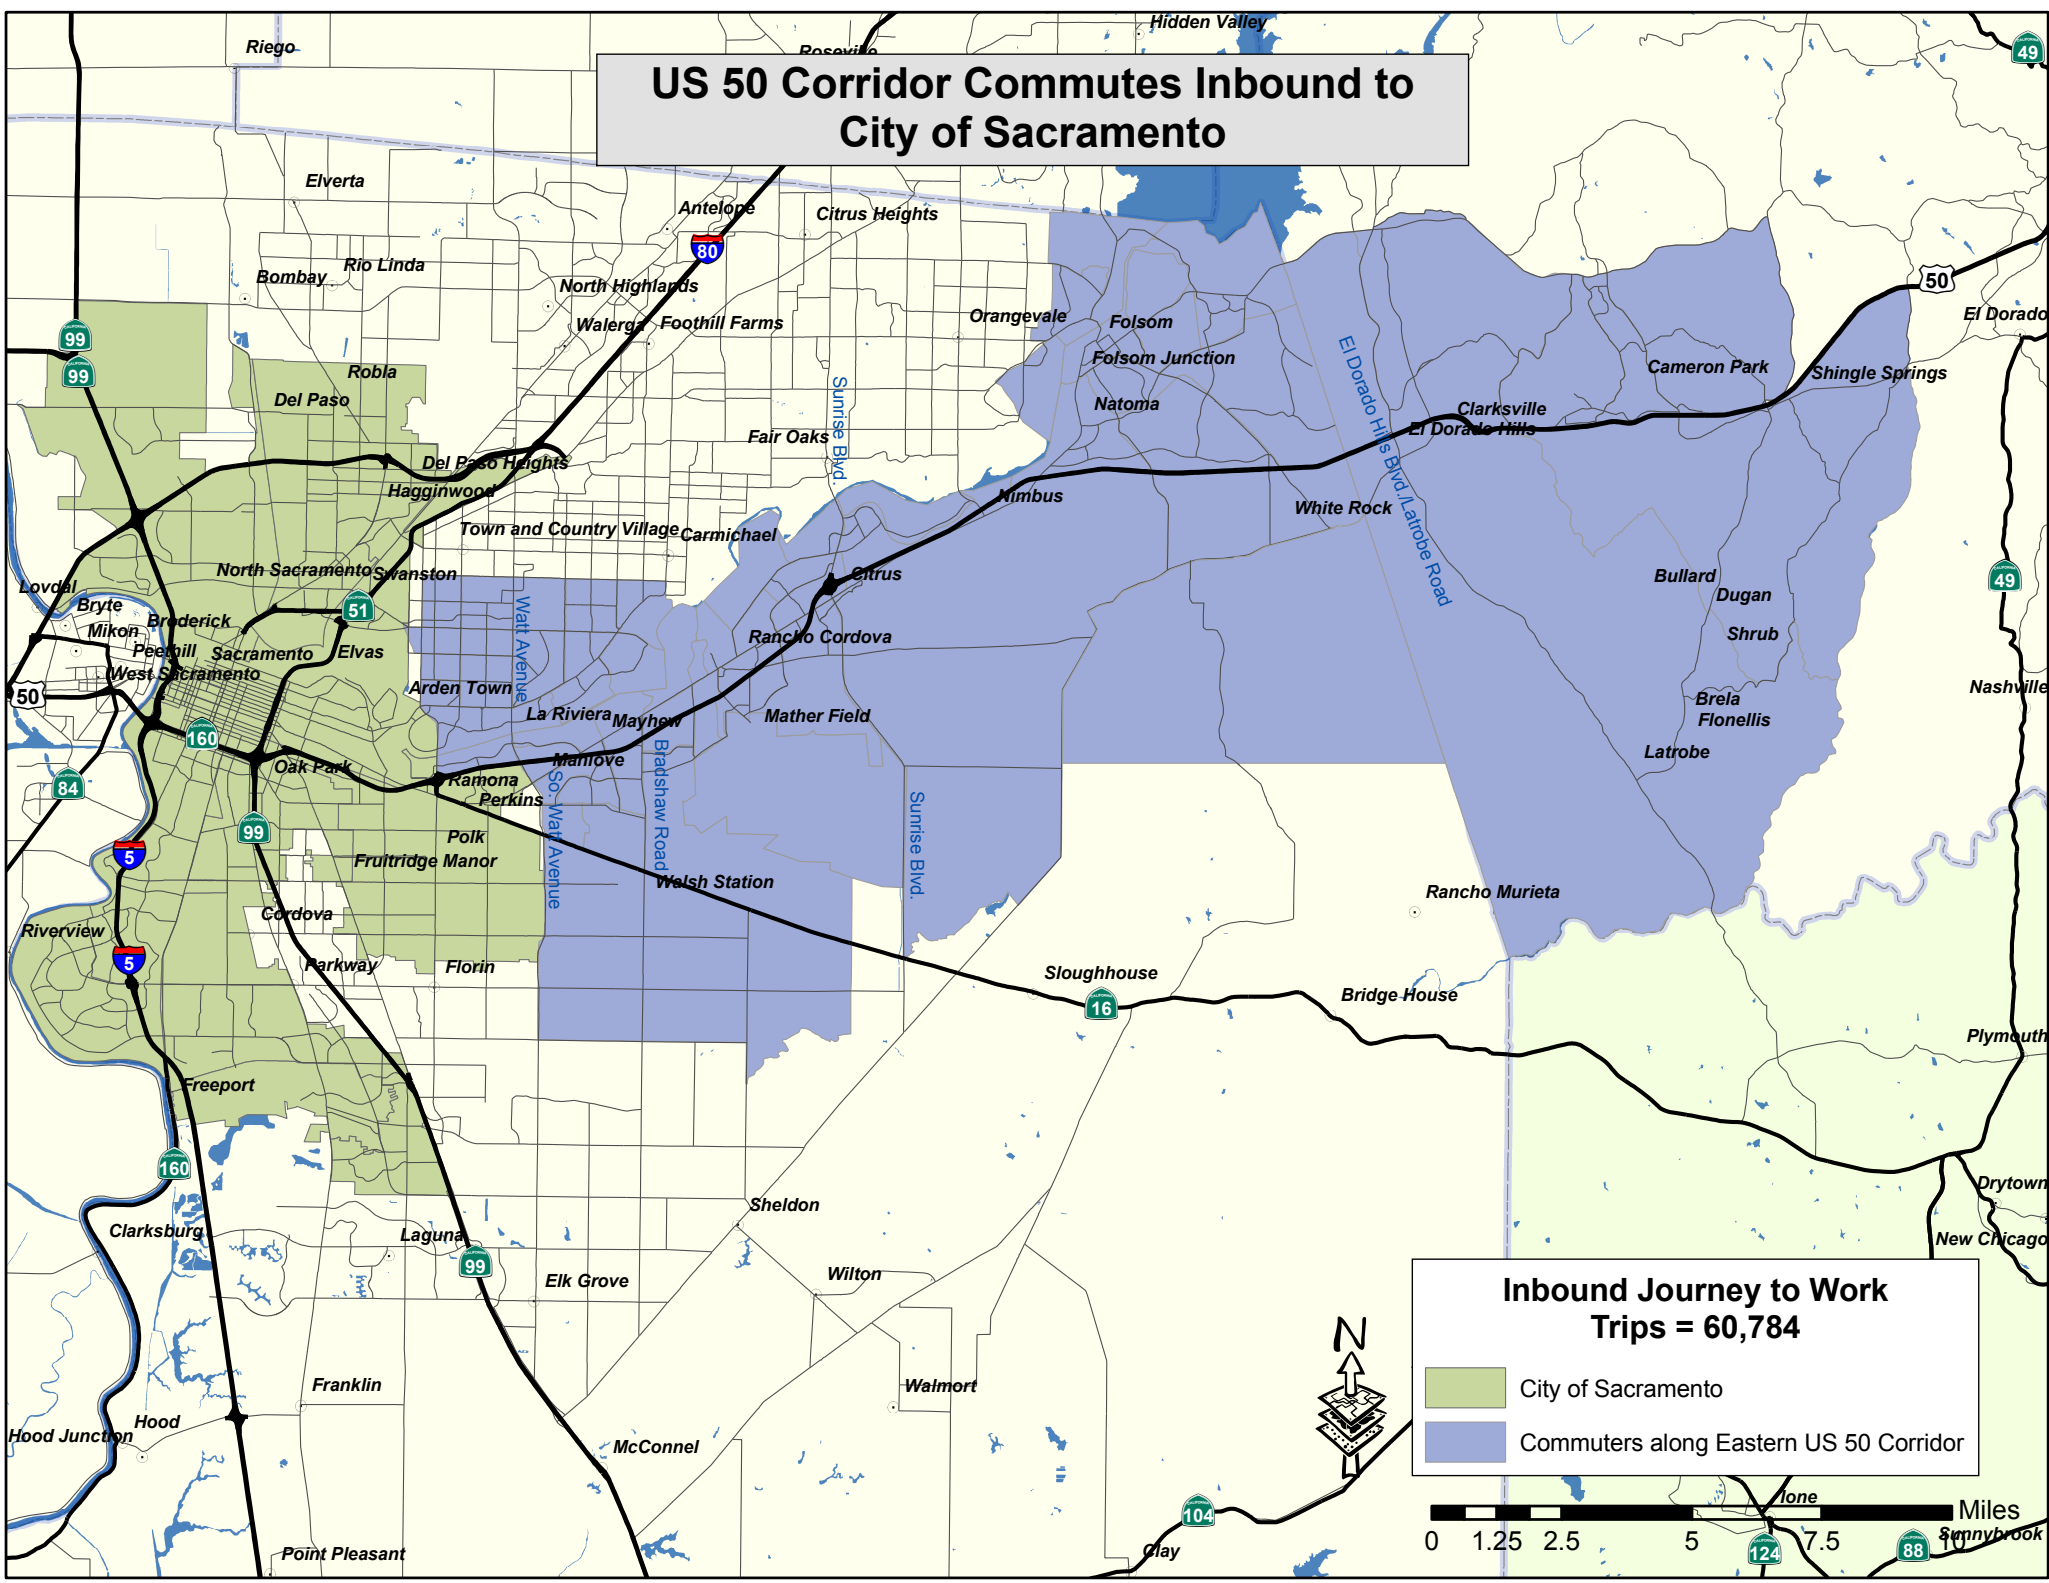 Hidden Valley
Riego
Roseville
49
US 50 Corridor Commutes Inbound to
City of Sacramento
Elverta
Antelope
Citrus Heights
80
Rio Linda
Bombay
North Highlands
50
El Dorado
Orangevale
Folsom
Walerga
Foothill Farms
99
99
Folsom Junction
Robla
Cameron Park
Shingle Springs
Del Paso
Natoma
Clarksville
El Dorado Hills
Sunrise Blvd.
El Dorado Hills Blvd./Latrobe Road
Fair Oaks
Del Paso Heights
Hagginwood
Nimbus
White Rock
Town and Country Village
Carmichael
North Sacramento
Swanston
Citrus
Bullard
49
Lovdal
Dugan
Bryte
51
Broderick
Mikon
Shrub
Rancho Cordova
Peethill
Sacramento
Elvas
West Sacramento
Watt Avenue
50
Arden Town
Nashville
Brela
Flonellis
La Riviera
Mayhew
Mather Field
160
Latrobe
Oak Park
Manlove
Ramona
84
Perkins
So. Watt Avenue
Bradshaw Road
Sunrise Blvd.
99
Polk
5
Fruitridge Manor
Walsh Station
Rancho Murieta
Cordova
Riverview
5
Parkway
Florin
Sloughhouse
16
Bridge House
Plymouth
Freeport
160
Drytown
Sheldon
Clarksburg
Laguna
New Chicago
99
Elk Grove
Wilton
Inbound Journey to Work
Trips = 60,784
N
City of Sacramento
Commuters along Eastern US 50 Corridor
Franklin
Walmort
Hood
Hood Junction
McConnel
Ione
104
Miles
0 1.25 2.5 5 7.5 10
Sunnybrook
124
88
Clay
Point Pleasant